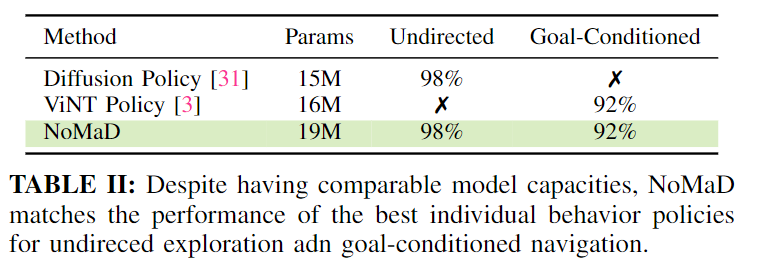 Method Params Undirected Goal-Conditioned
Diffusion Policy [31] 15M 98% ✗
ViNT Policy [3] 16M ✗ 92%
NoMaD 19M 98% 92%
TABLE II: Despite having comparable model capacities, NoMaD
matches the performance of the best individual behavior policies
for undireced exploration adn goal-conditioned navigation.